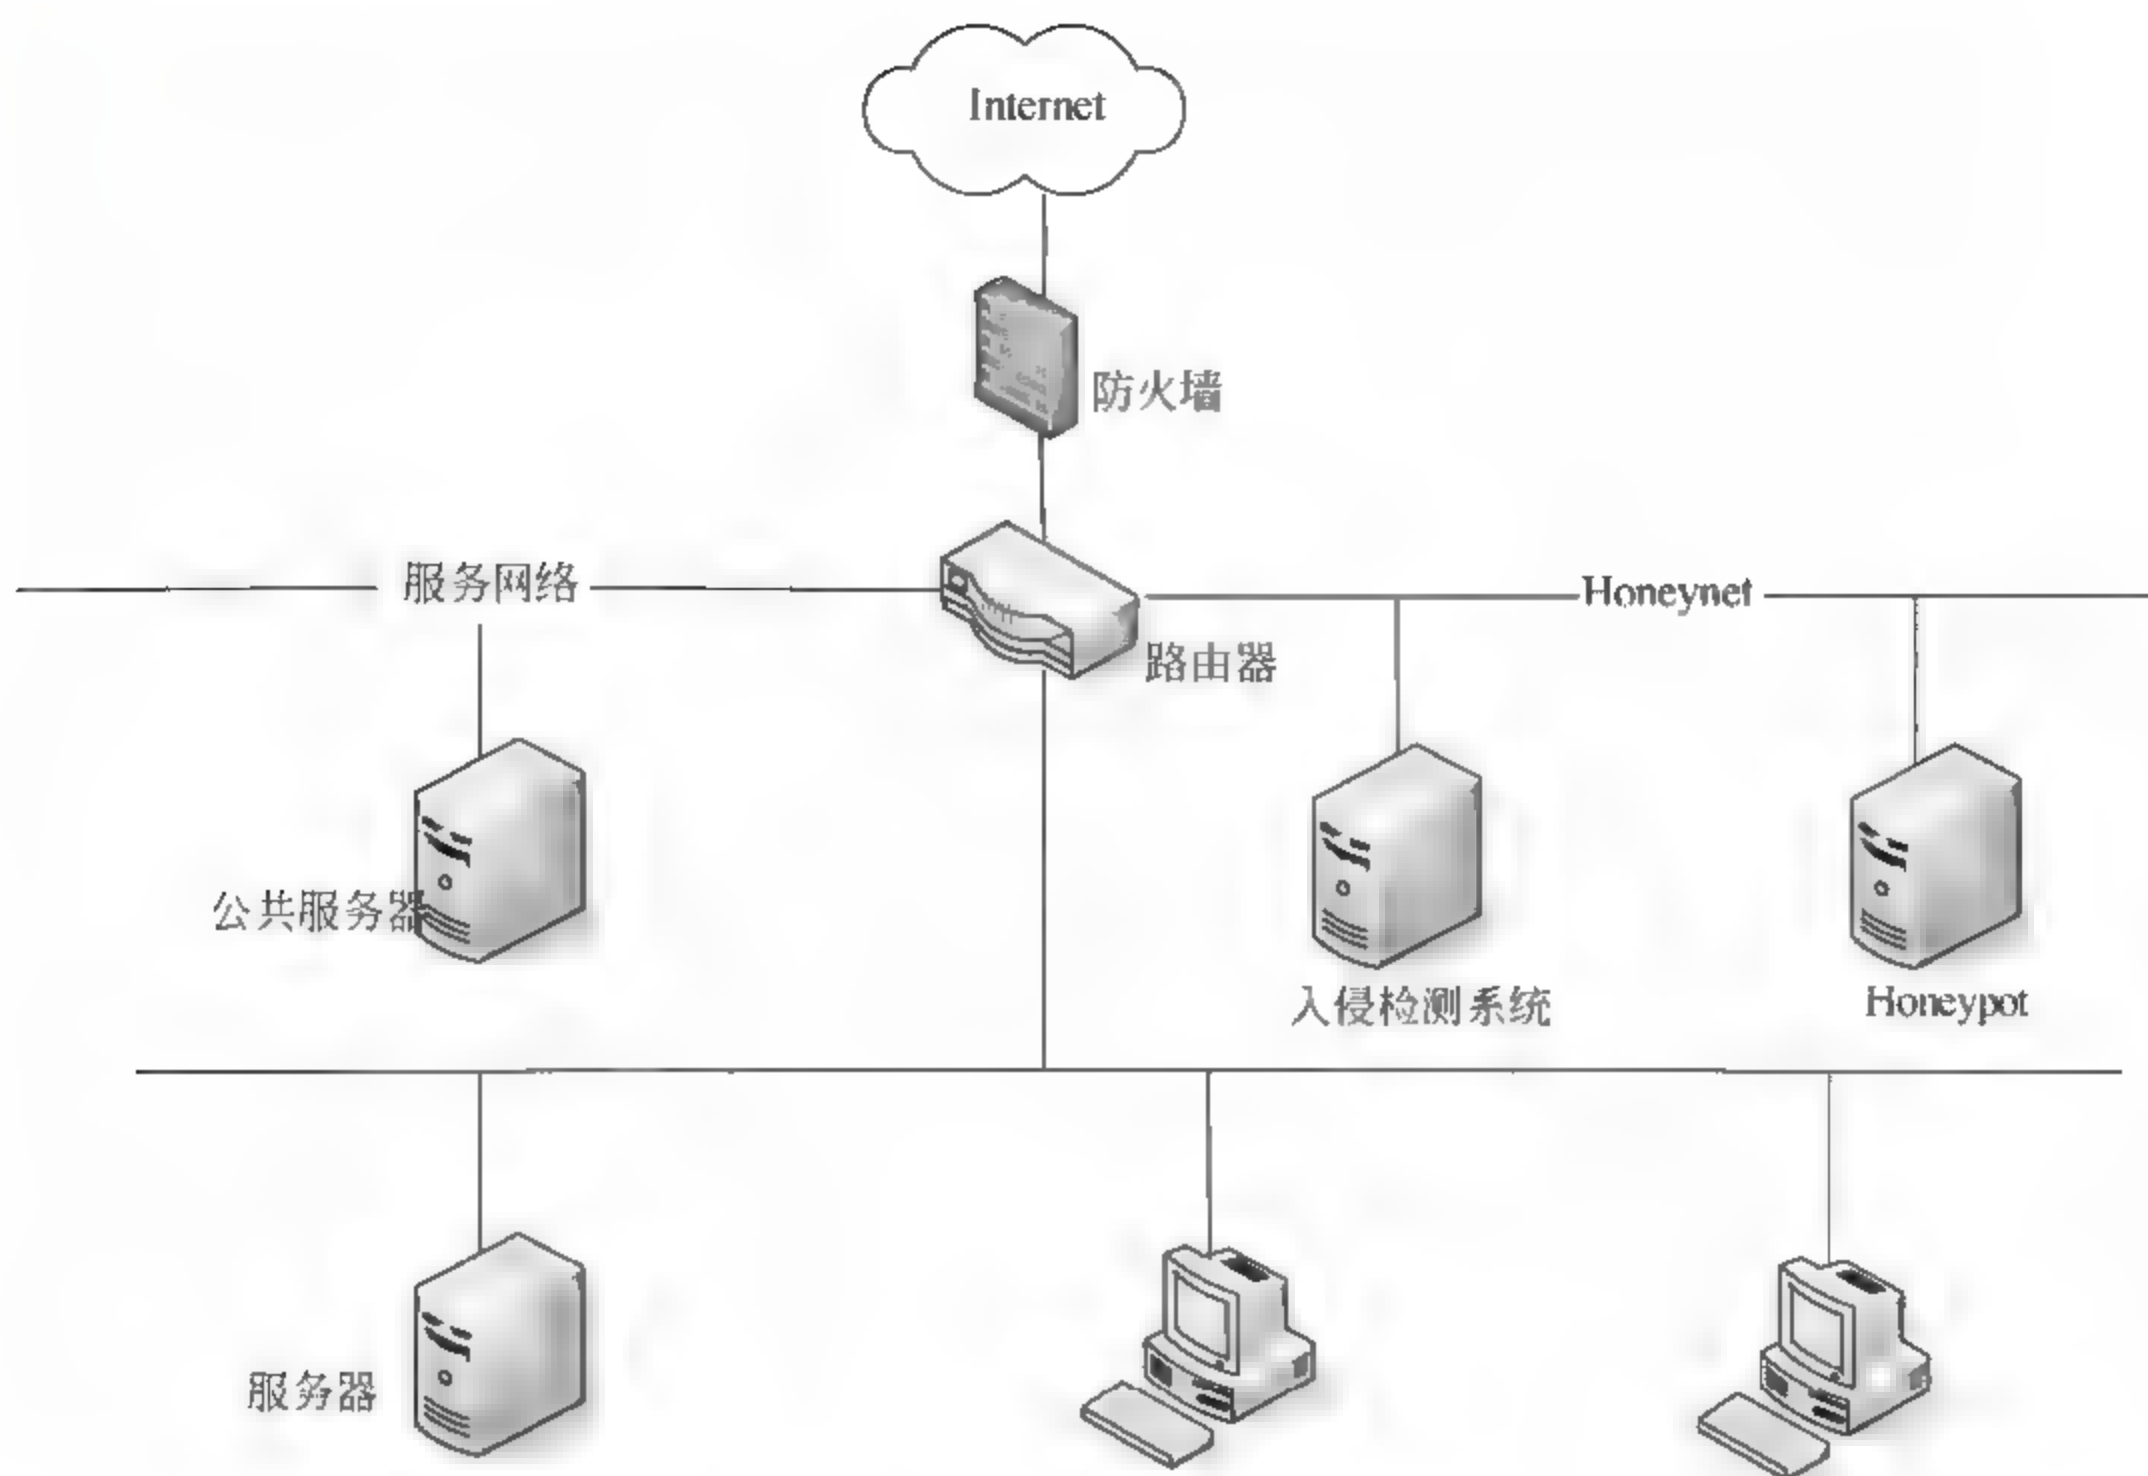 Internet
防火墙
服务网络
Honeynet
路由器
公共服务器
入侵检测系统
Honeypot
服务器